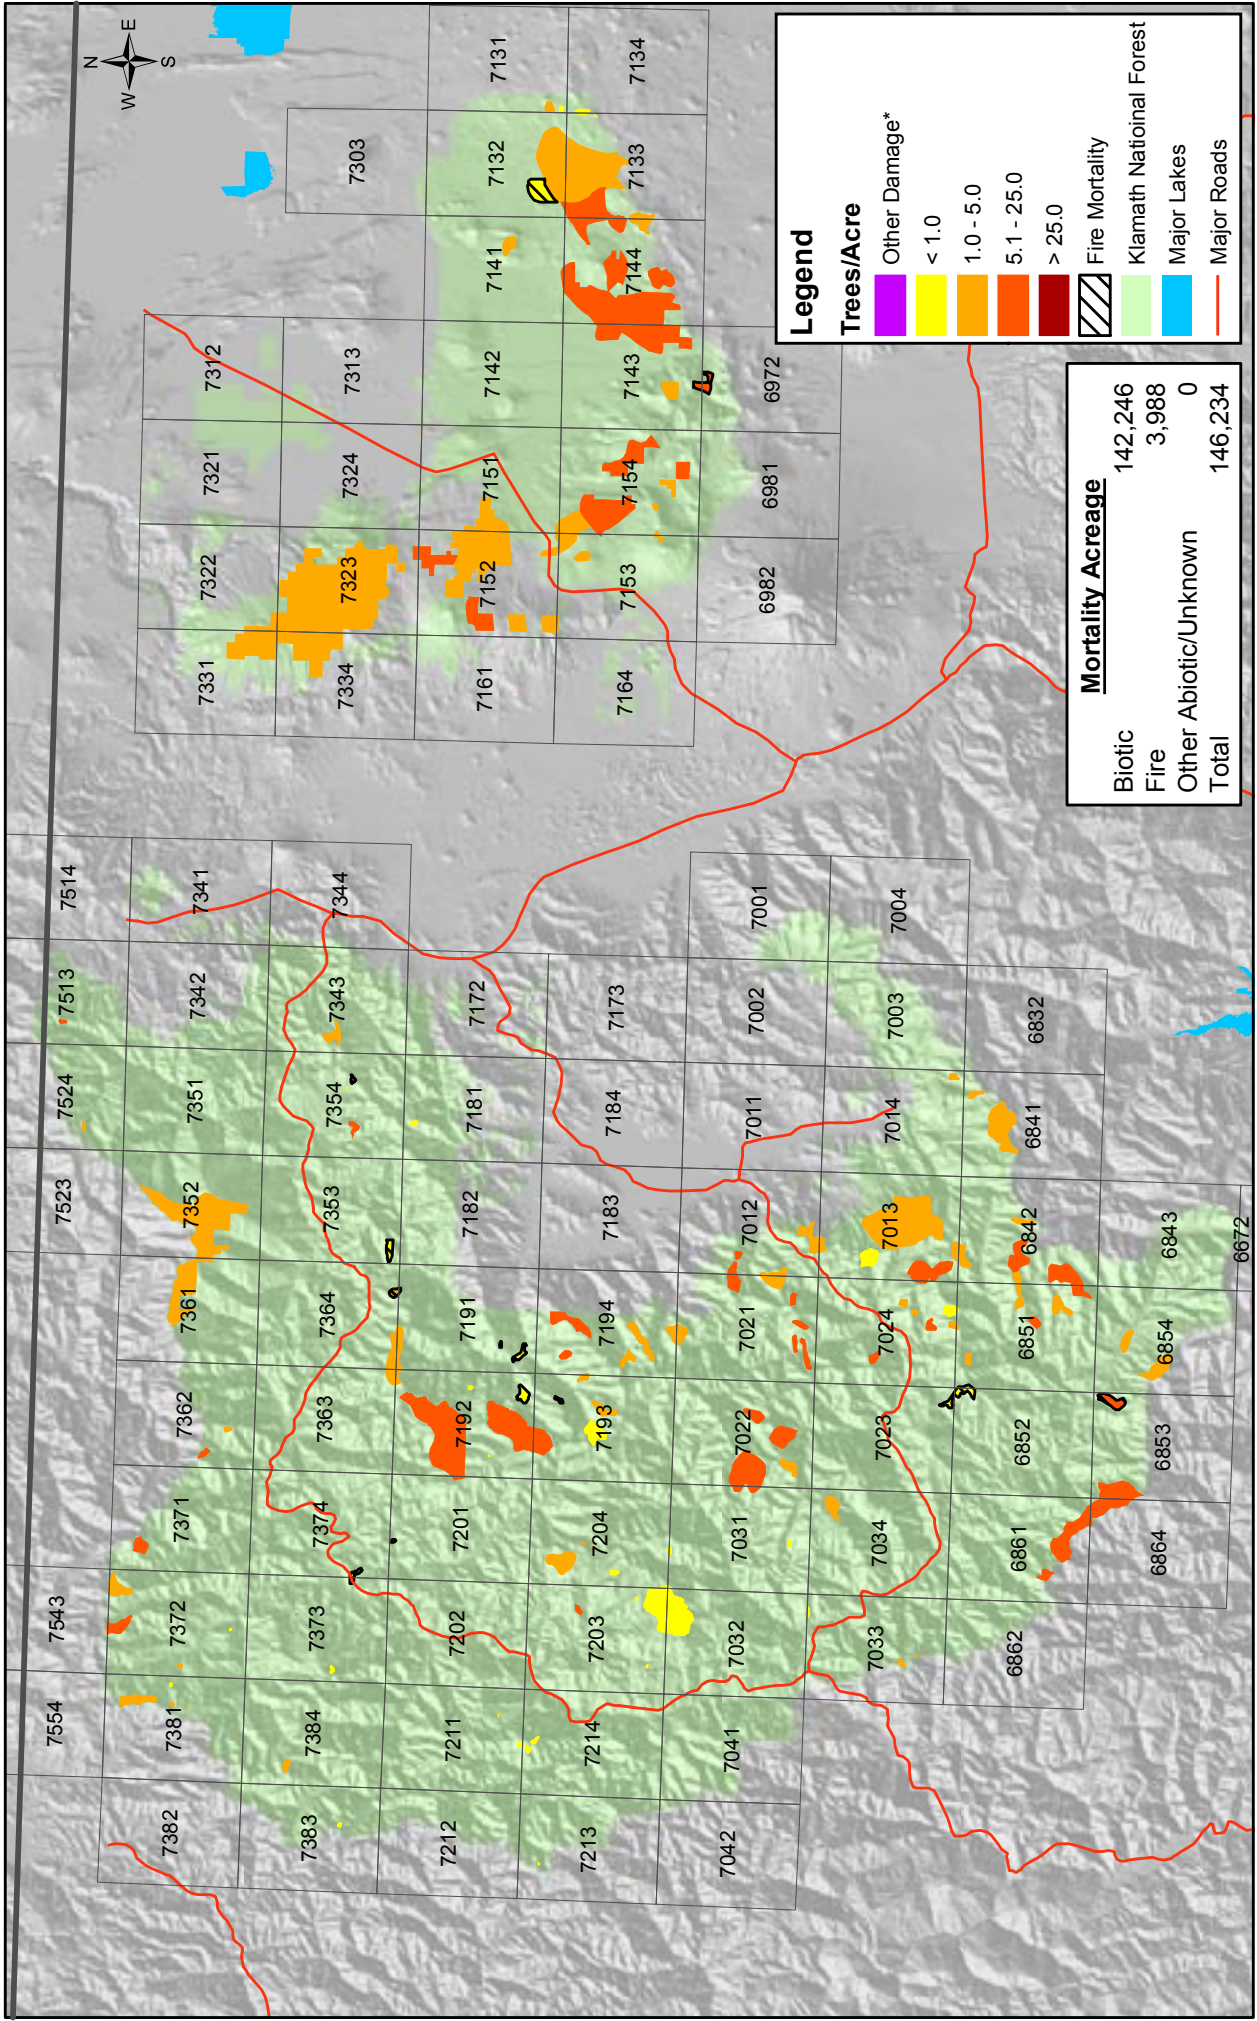 N
W E
S
7554 7543 7523 7524 7513 7514
7382 7381 7372 7371 7362 7361 7352 7351 7342 7341 7331 7322 7321 7312
7383 7384 7373 7374 7363 7364 7353 7354 7343 7344 7334 7323 7324 7313 7303
7212 7211 7202 7201 7192 7191 7182 7181 7172 7161 7152 7151 7142 7141 7132 7131
7213 7214 7203 7204 7193 7194 7183 7184 7173 7164 7153 7154 7143 7144 7133 7134
7042 7041 7032 7031 7022 7021 7012 7011 7002 7001 6982 6981 6972
7033 7034 7023 7024 7013 7014 7003 7004
6862 6861 6852 6851 6842 6841 6832
6864 6853 6854 6843
6672
Mortality Acreage
Biotic 142,246
Fire 3,988
Other Abiotic/Unknown 0
Total 146,234
Legend
Trees/Acre
Other Damage*
< 1.0
1.0 - 5.0
5.1 - 25.0
> 25.0
Fire Mortality
Klamath Natioinal Forest
Major Lakes
Major Roads